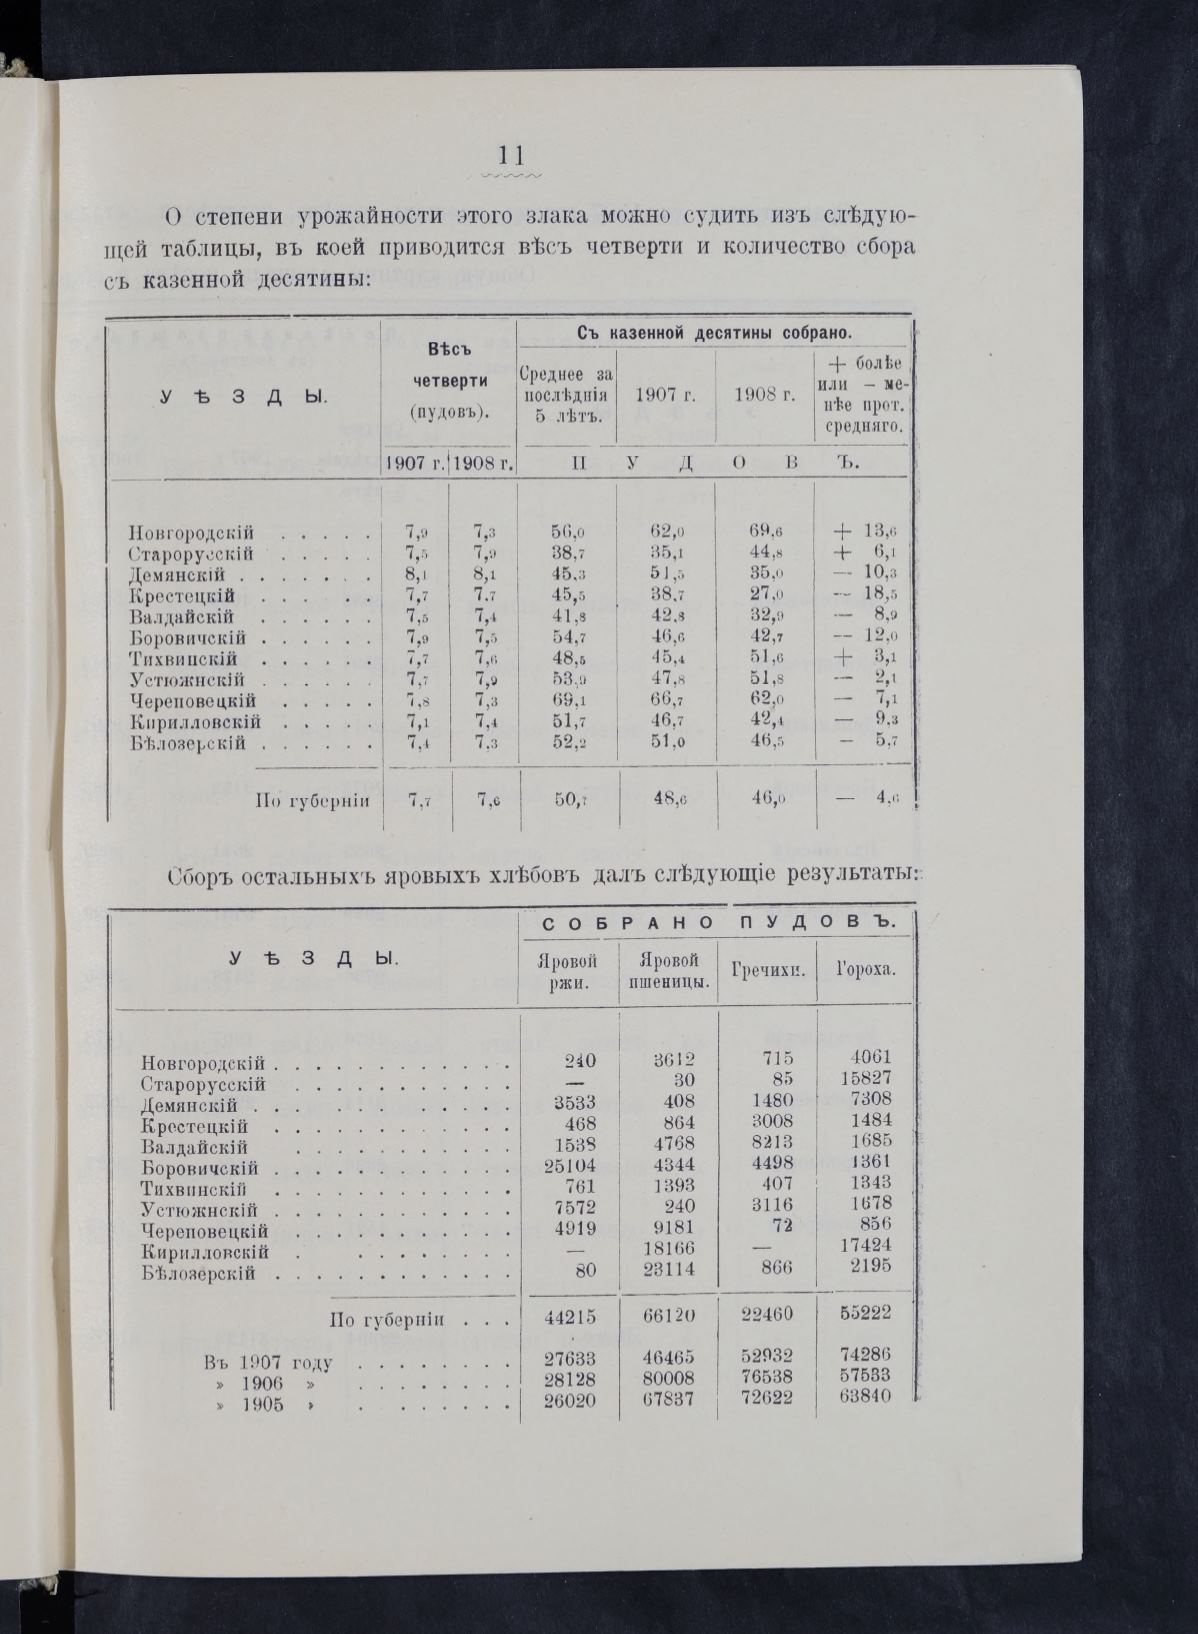 11
О степени урожайности этого злака можно судить изъ слѣдую-
щей таблицы, въ коей приводится вѣсъ четверти и количество сбора
съ казенной десятины:
УѢЗДЫ.
Вѣсъ
четверти
(пудовъ).
Съ казенной десятины собрано.
Среднее за
послѣднія
5 лѣтъ.
1907 г.
1908 г.
+ болѣе
или — ме-
нѣе прот.
средняго.
1907 г. 1908 г. ПУДОВЪ.
Новгородскій . . . . . 7,9 7,3 56,0 62,0 69,6 + 13,6
Старорусскій . . . . . 7,5 7,9 38,7 35,1 44,8 + 6,1
Демянскій . . . . . . . 8,1 8,1 45,3 51,5 35,0 — 10,3
Крестецкій . . . . . . 7,7 7,7 45,5 38,7 27,0 — 18,5
Валдайскій . . . . . . 7,5 7,4 41,8 42,8 32,9 — 8,9
Боровичскій . . . . . . 7,9 7,5 54,7 46,6 42,7 — 12,0
Тихвинскій . . . . . . 7,7 7,6 48,5 45,4 51,6 + 3,1
Устюжнскій . . . . . . 7,7 7,9 53,9 47,8 51,8 — 2,1
Череповецкій . . . . . 7,8 7,3 69,1 66,7 62,0 — 7,1
Кирилловскій . . . . . 7,1 7,4 51,7 46,7 42,4 — 9,3
Бѣлозерскій . . . . . . 7,4 7,3 52,2 51,0 46,5 — 5,7
По губерніи 7,7 7,6 50,7 48,6 46,0 — 4,6
Сборъ остальныхъ яровыхъ хлѣбовъ далъ слѣдующіе результаты:
УѢЗДЫ.
СОБРАНО ПУДОВЪ.
Яровой
ржи.
Яровой
пшеницы.
Гречихи.
Гороха.
Новгородскій . . . . . . . . . . . . 240 3612 715 4061
Старорусскій . . . . . . . . . . . — 30 85 15827
Демянскій . . . . . . . . . . . . . 3533 408 1480 7308
Крестецкій . . . . . . . . . . . . 468 864 3008 1484
Валдайскій . . . . . . . . . . . 1538 4768 8213 1685
Боровичскій . . . . . . . . . . . . 25104 4344 4498 1361
Тихвинскій . . . . . . . . . . . . 761 1393 407 1343
Устюжнскій . . . . . . . . . . . . 7572 240 3116 1678
Череповецкій . . . . . . . . . . . 4919 9181 72 856
Кирилловскій . . . . . . . . . — 18166 — 17424
Бѣлозерскій . . . . . . . . . . . . 80 23114 866 2195
По губерніи . . . 44215 66120 22460 55222
Въ 1907 году . . . . . . . . 27633 46465 52932 74286
» 1906 » . . . . . . . . 28128 80008 76538 57533
» 1905 » . . . . . . . . 26020 67837 72622 63840